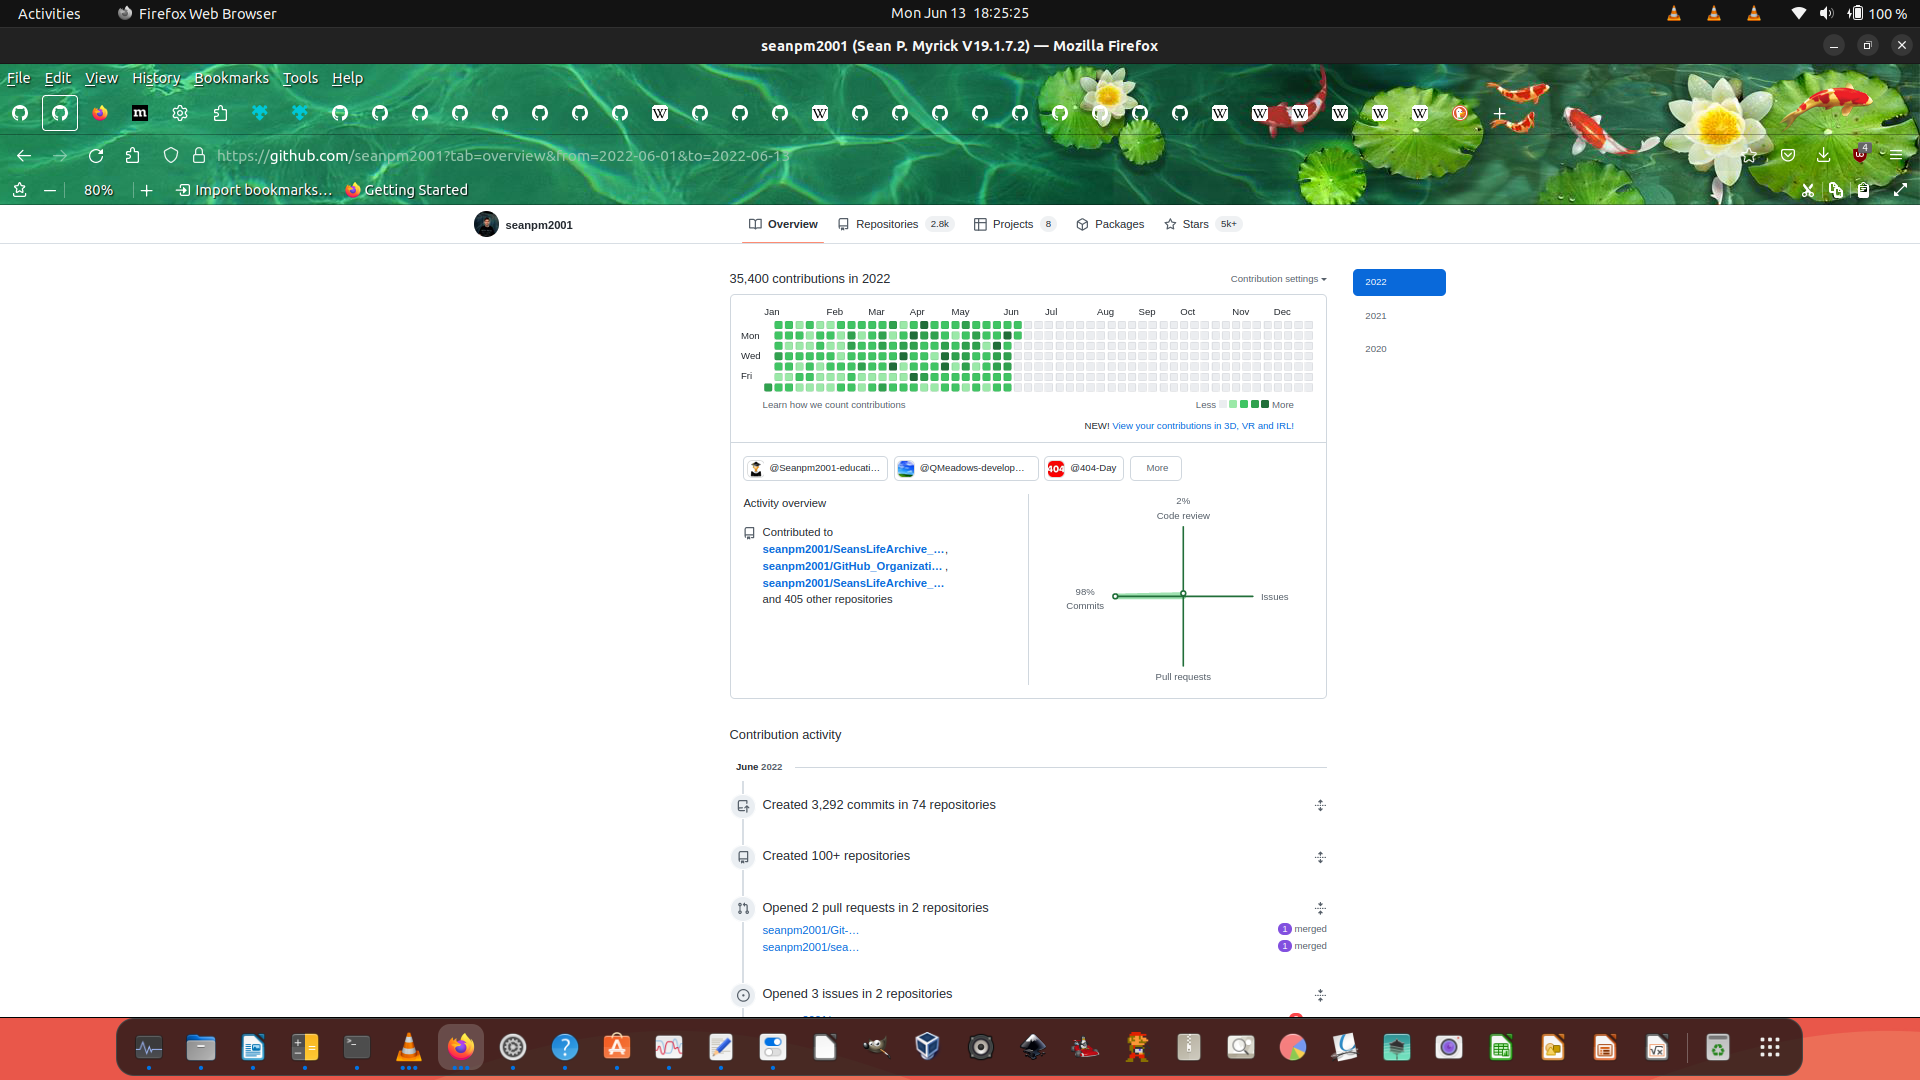 Activities
Firefox Web Browser
Mon Jun 13 18:25:25
100 %
seanpm2001 (Sean P. Myrick V19.1.7.2) — Mozilla Firefox
File Edit View History Bookmarks Tools Help
https://github.com/seanpm2001?tab=overview&from=2022-06-01&to=2022-06-13
4
80%
Import bookmarks…
Getting Started
seanpm2001
Overview
Repositories 2.8k
Projects 8
Packages
Stars 5k+
35,400 contributions in 2022
Contribution settings
2022
2021
2020
Jan Feb Mar Apr May Jun Jul Aug Sep Oct Nov Dec
Mon
Wed
Fri
Learn how we count contributions
Less More
NEW! View your contributions in 3D, VR and IRL!
@Seanpm2001-educati…
@QMeadows-develop…
404 @404-Day
More
Activity overview
Contributed to
seanpm2001/SeansLifeArchive_…,
seanpm2001/GitHub_Organizati… ,
seanpm2001/SeansLifeArchive_…
and 405 other repositories
2%
Code review
98%
Commits
Issues
Pull requests
Contribution activity
June 2022
Created 3,292 commits in 74 repositories
Created 100+ repositories
Opened 2 pull requests in 2 repositories
seanpm2001/Git-…
1 merged
seanpm2001/sea…
1 merged
Opened 3 issues in 2 repositories